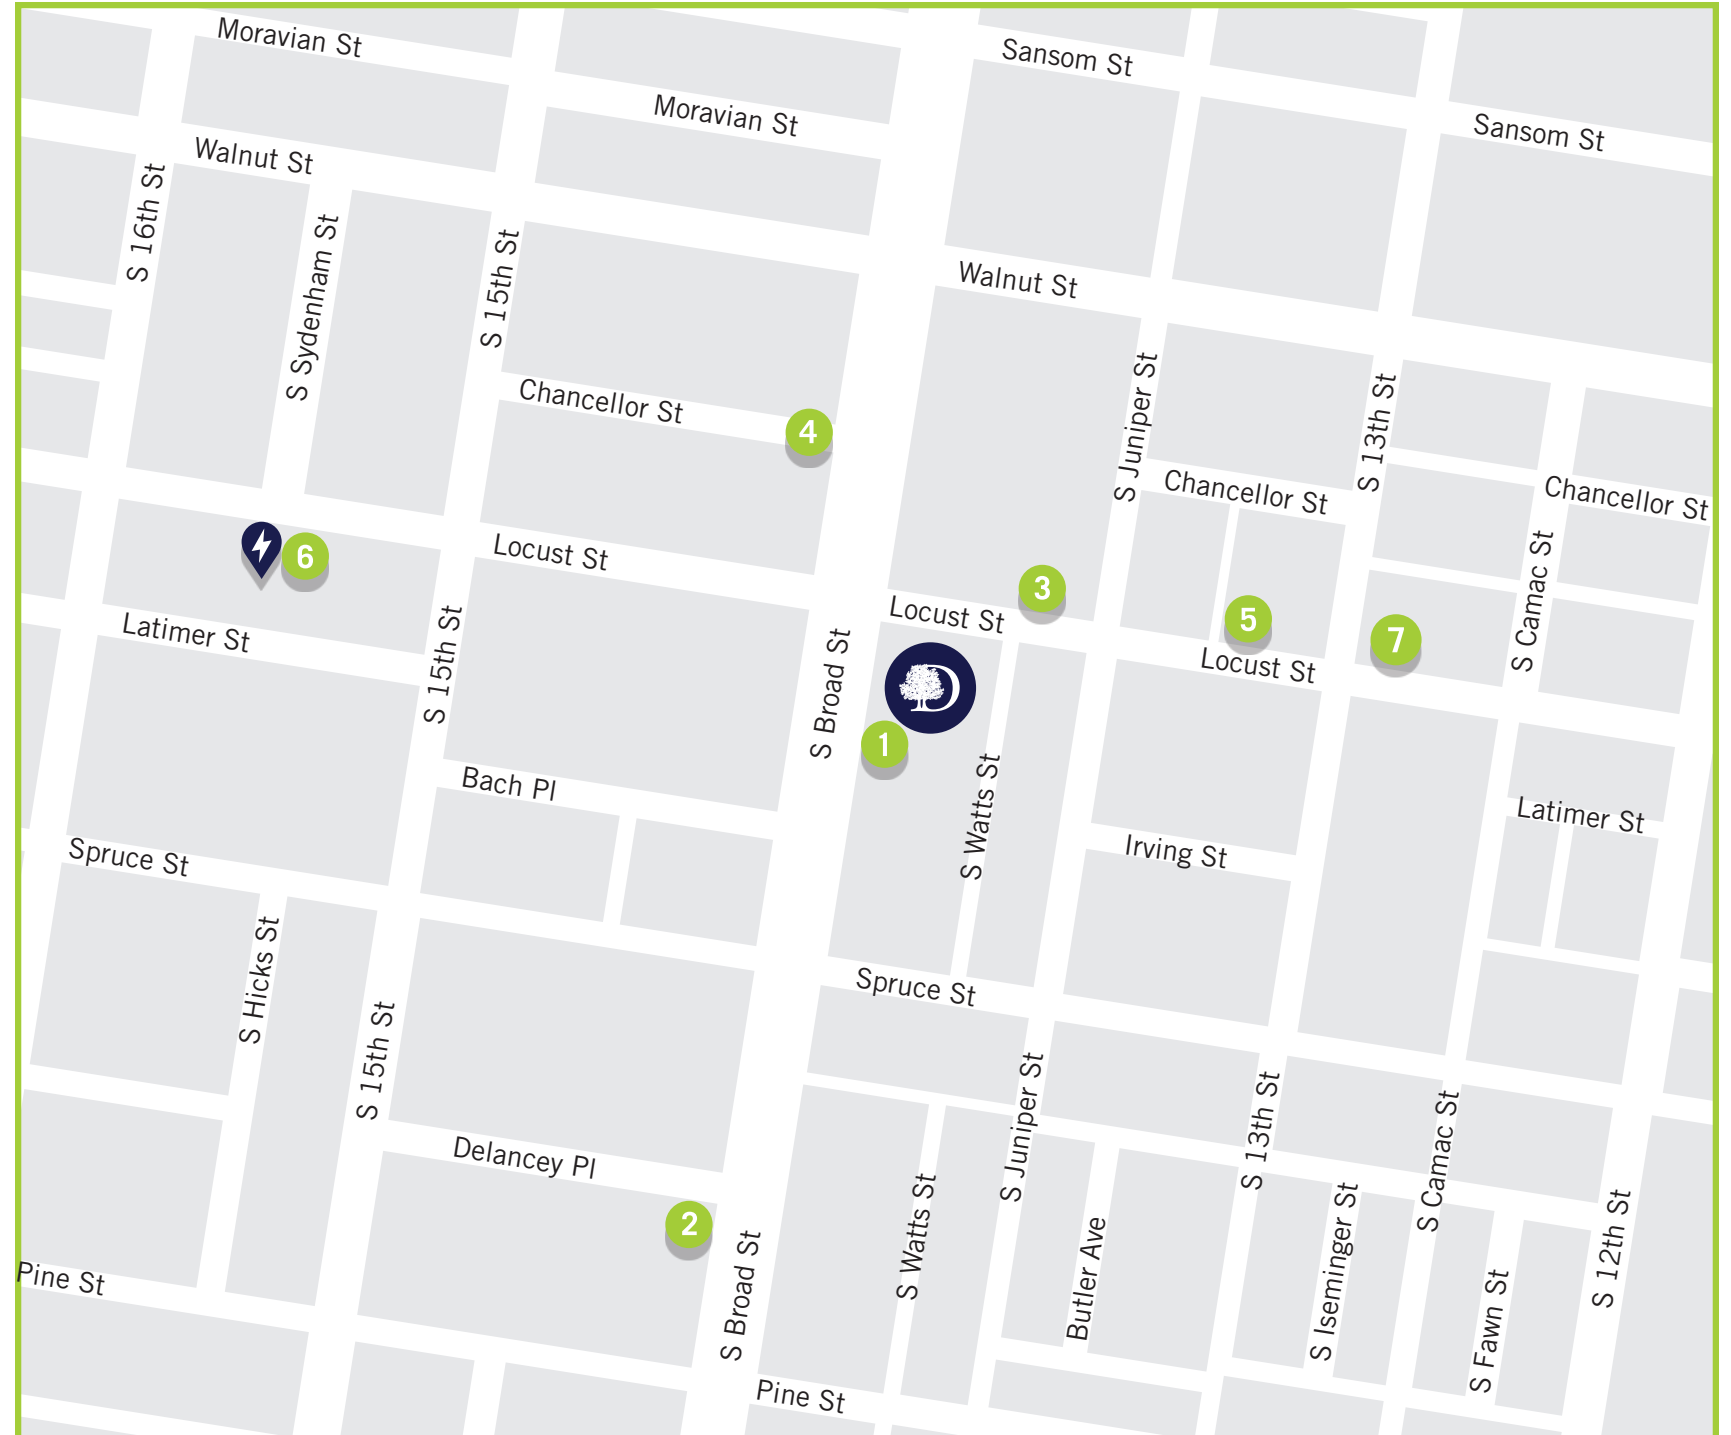 Moravian St
Sansom St
Moravian St
Sansom St
Walnut St
S 16th St
S Sydenham St
S 15th St
Walnut St
S Juniper St
S 13th St
Chancellor St
4
Chancellor St
Chancellor St
Locust St
6
3
Locust St
5
7
Locust St
S Camac St
Latimer St
S 15th St
S Broad St
D
1
Bach Pl
S Watts St
Latimer St
Irving St
Spruce St
S Hicks St
Spruce St
S 15th St
S Juniper St
S 13th St
S Camac St
Delancey Pl
2
S Watts St
Butler Ave
S Iseminger St
S Fawn St
S 12th St
Pine St
S Broad St
Pine St